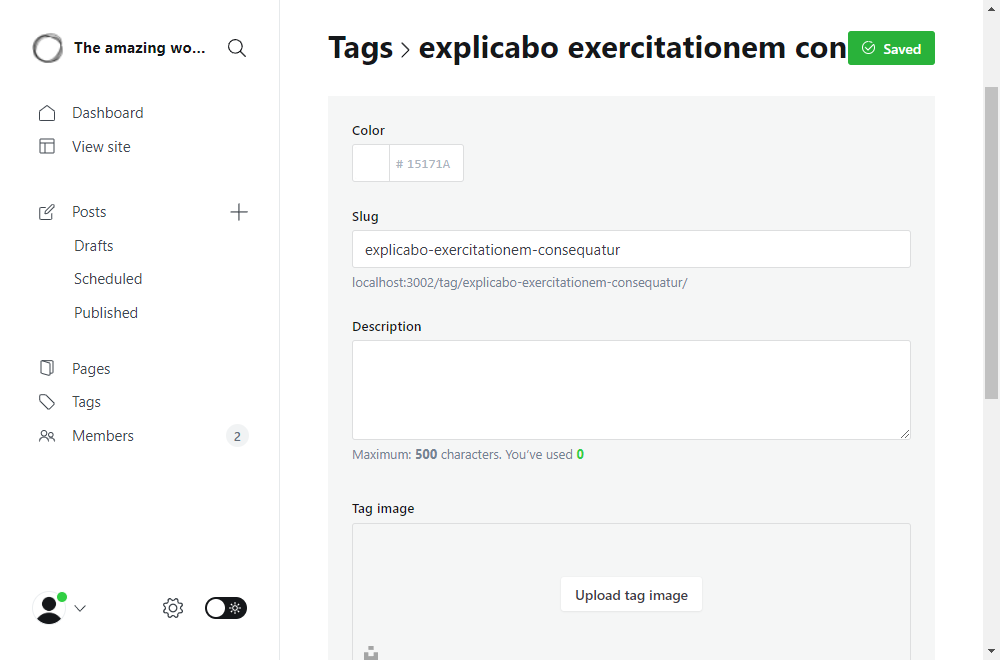 The amazing wo...
Dashboard
View site
Posts
Drafts
Scheduled
Published
Pages
Tags
Members
2
Tags
explicabo exercitationem con
Saved
Color
# 15171A
Slug
explicabo-exercitationem-consequatur
localhost:3002/tag/explicabo-exercitationem-consequatur/
Description
Maximum: 500 characters. You’ve used 0
Tag image
Upload tag image